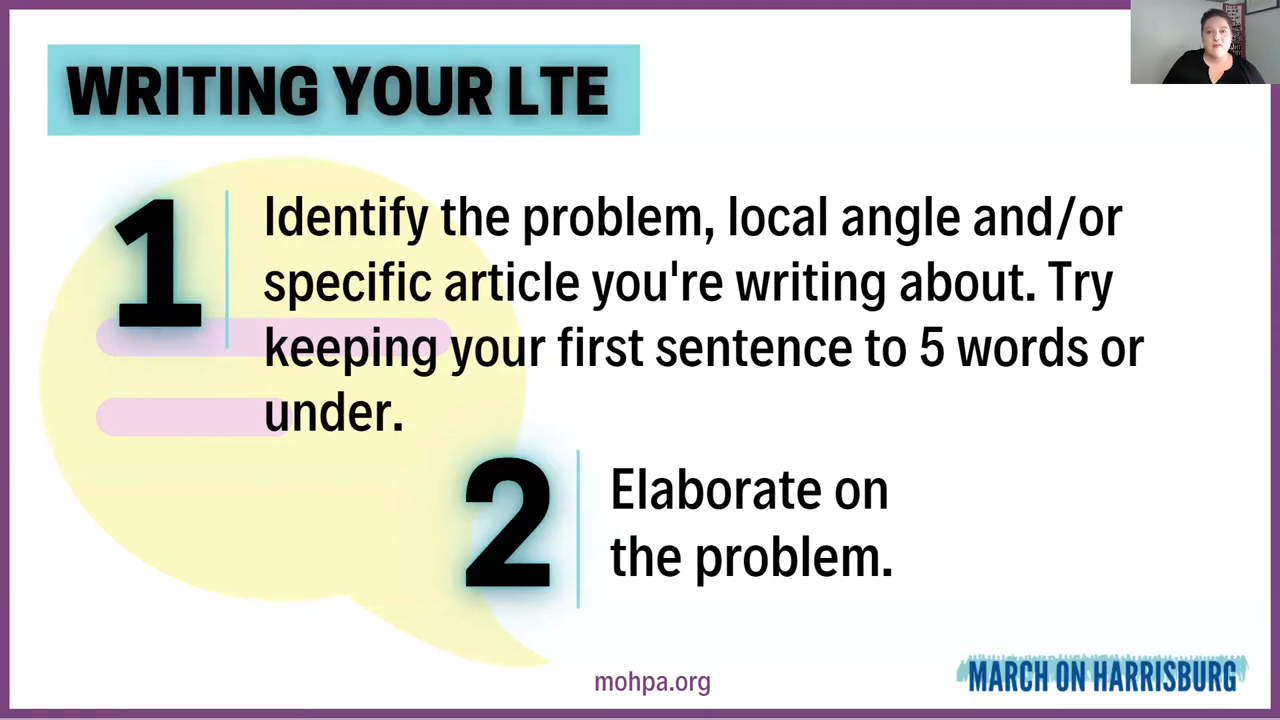 WRITING YOUR LTE
1
Identify the problem, local angle and/or
specific article you're writing about. Try
keeping your first sentence to 5 words or
under.
2
Elaborate on
the problem.
mohpa.org
MARCH ON HARRISBURG